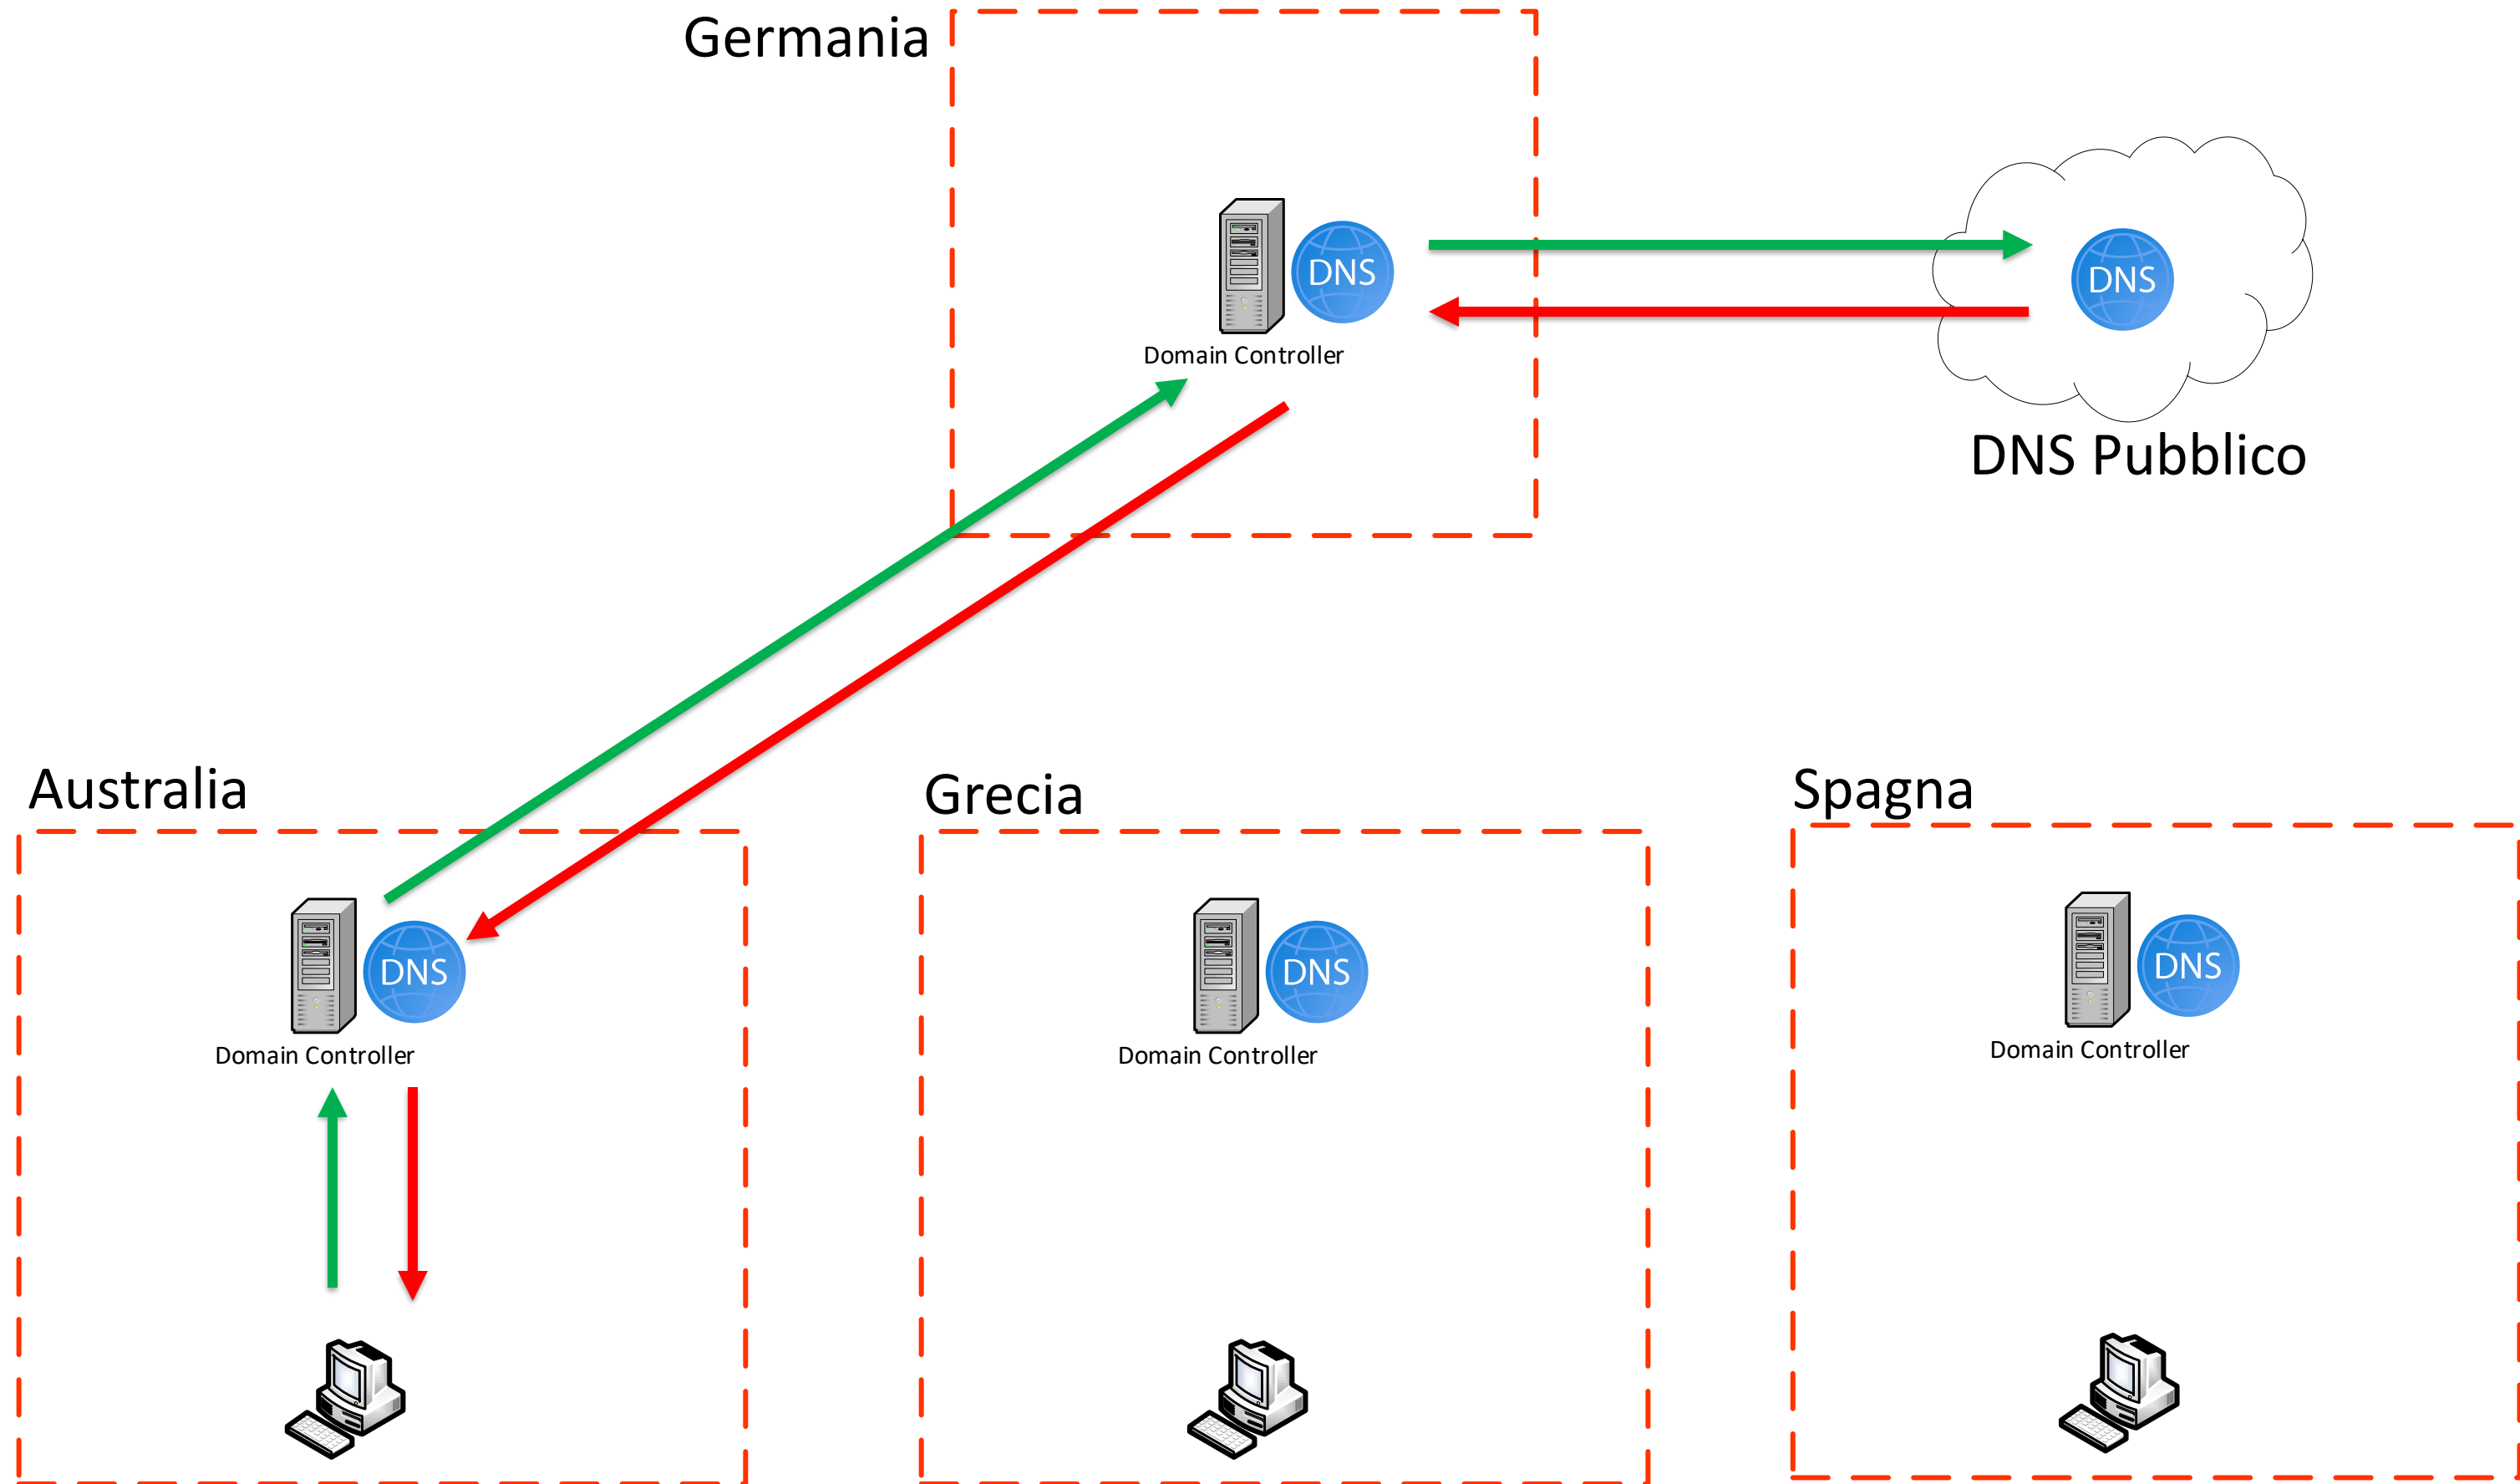 Germania
DNS
DNS
Domain Controller
DNS Pubblico
Australia
Grecia
Spagna
DNS
DNS
DNS
Domain Controller
Domain Controller
Domain Controller